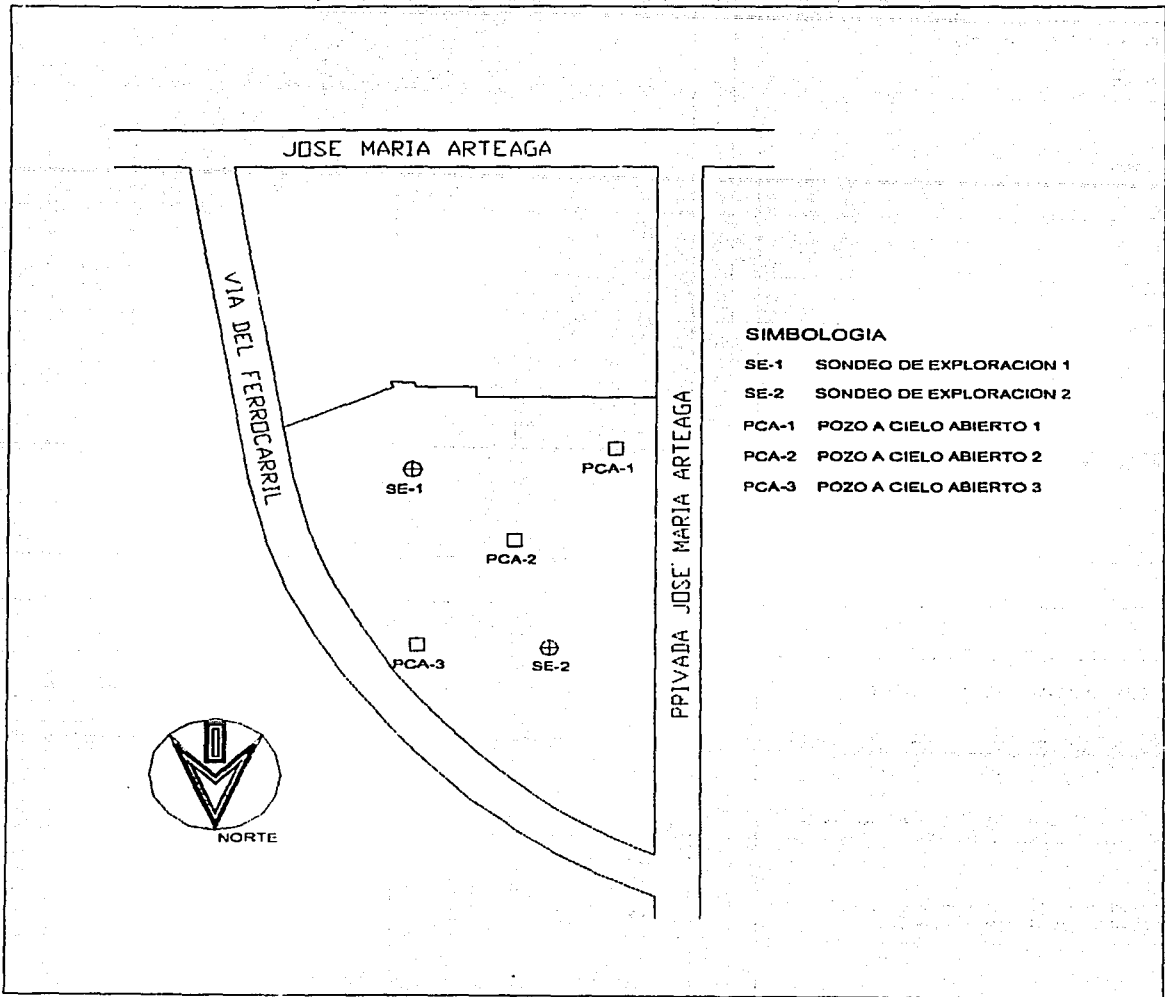 JOSE MARIA ARTEAGA
VIA DEL FERROCARRIL
PRIVADA JOSE MARIA ARTEAGA
SIMBOLOGIA
SE-1 SONDEO DE EXPLORACION 1
SE-2 SONDEO DE EXPLORACION 2
PCA-1 POZO A CIELO ABIERTO 1
PCA-2 POZO A CIELO ABIERTO 2
PCA-3 POZO A CIELO ABIERTO 3
PCA-1
SE-1
PCA-2
PCA-3
SE-2
NORTE